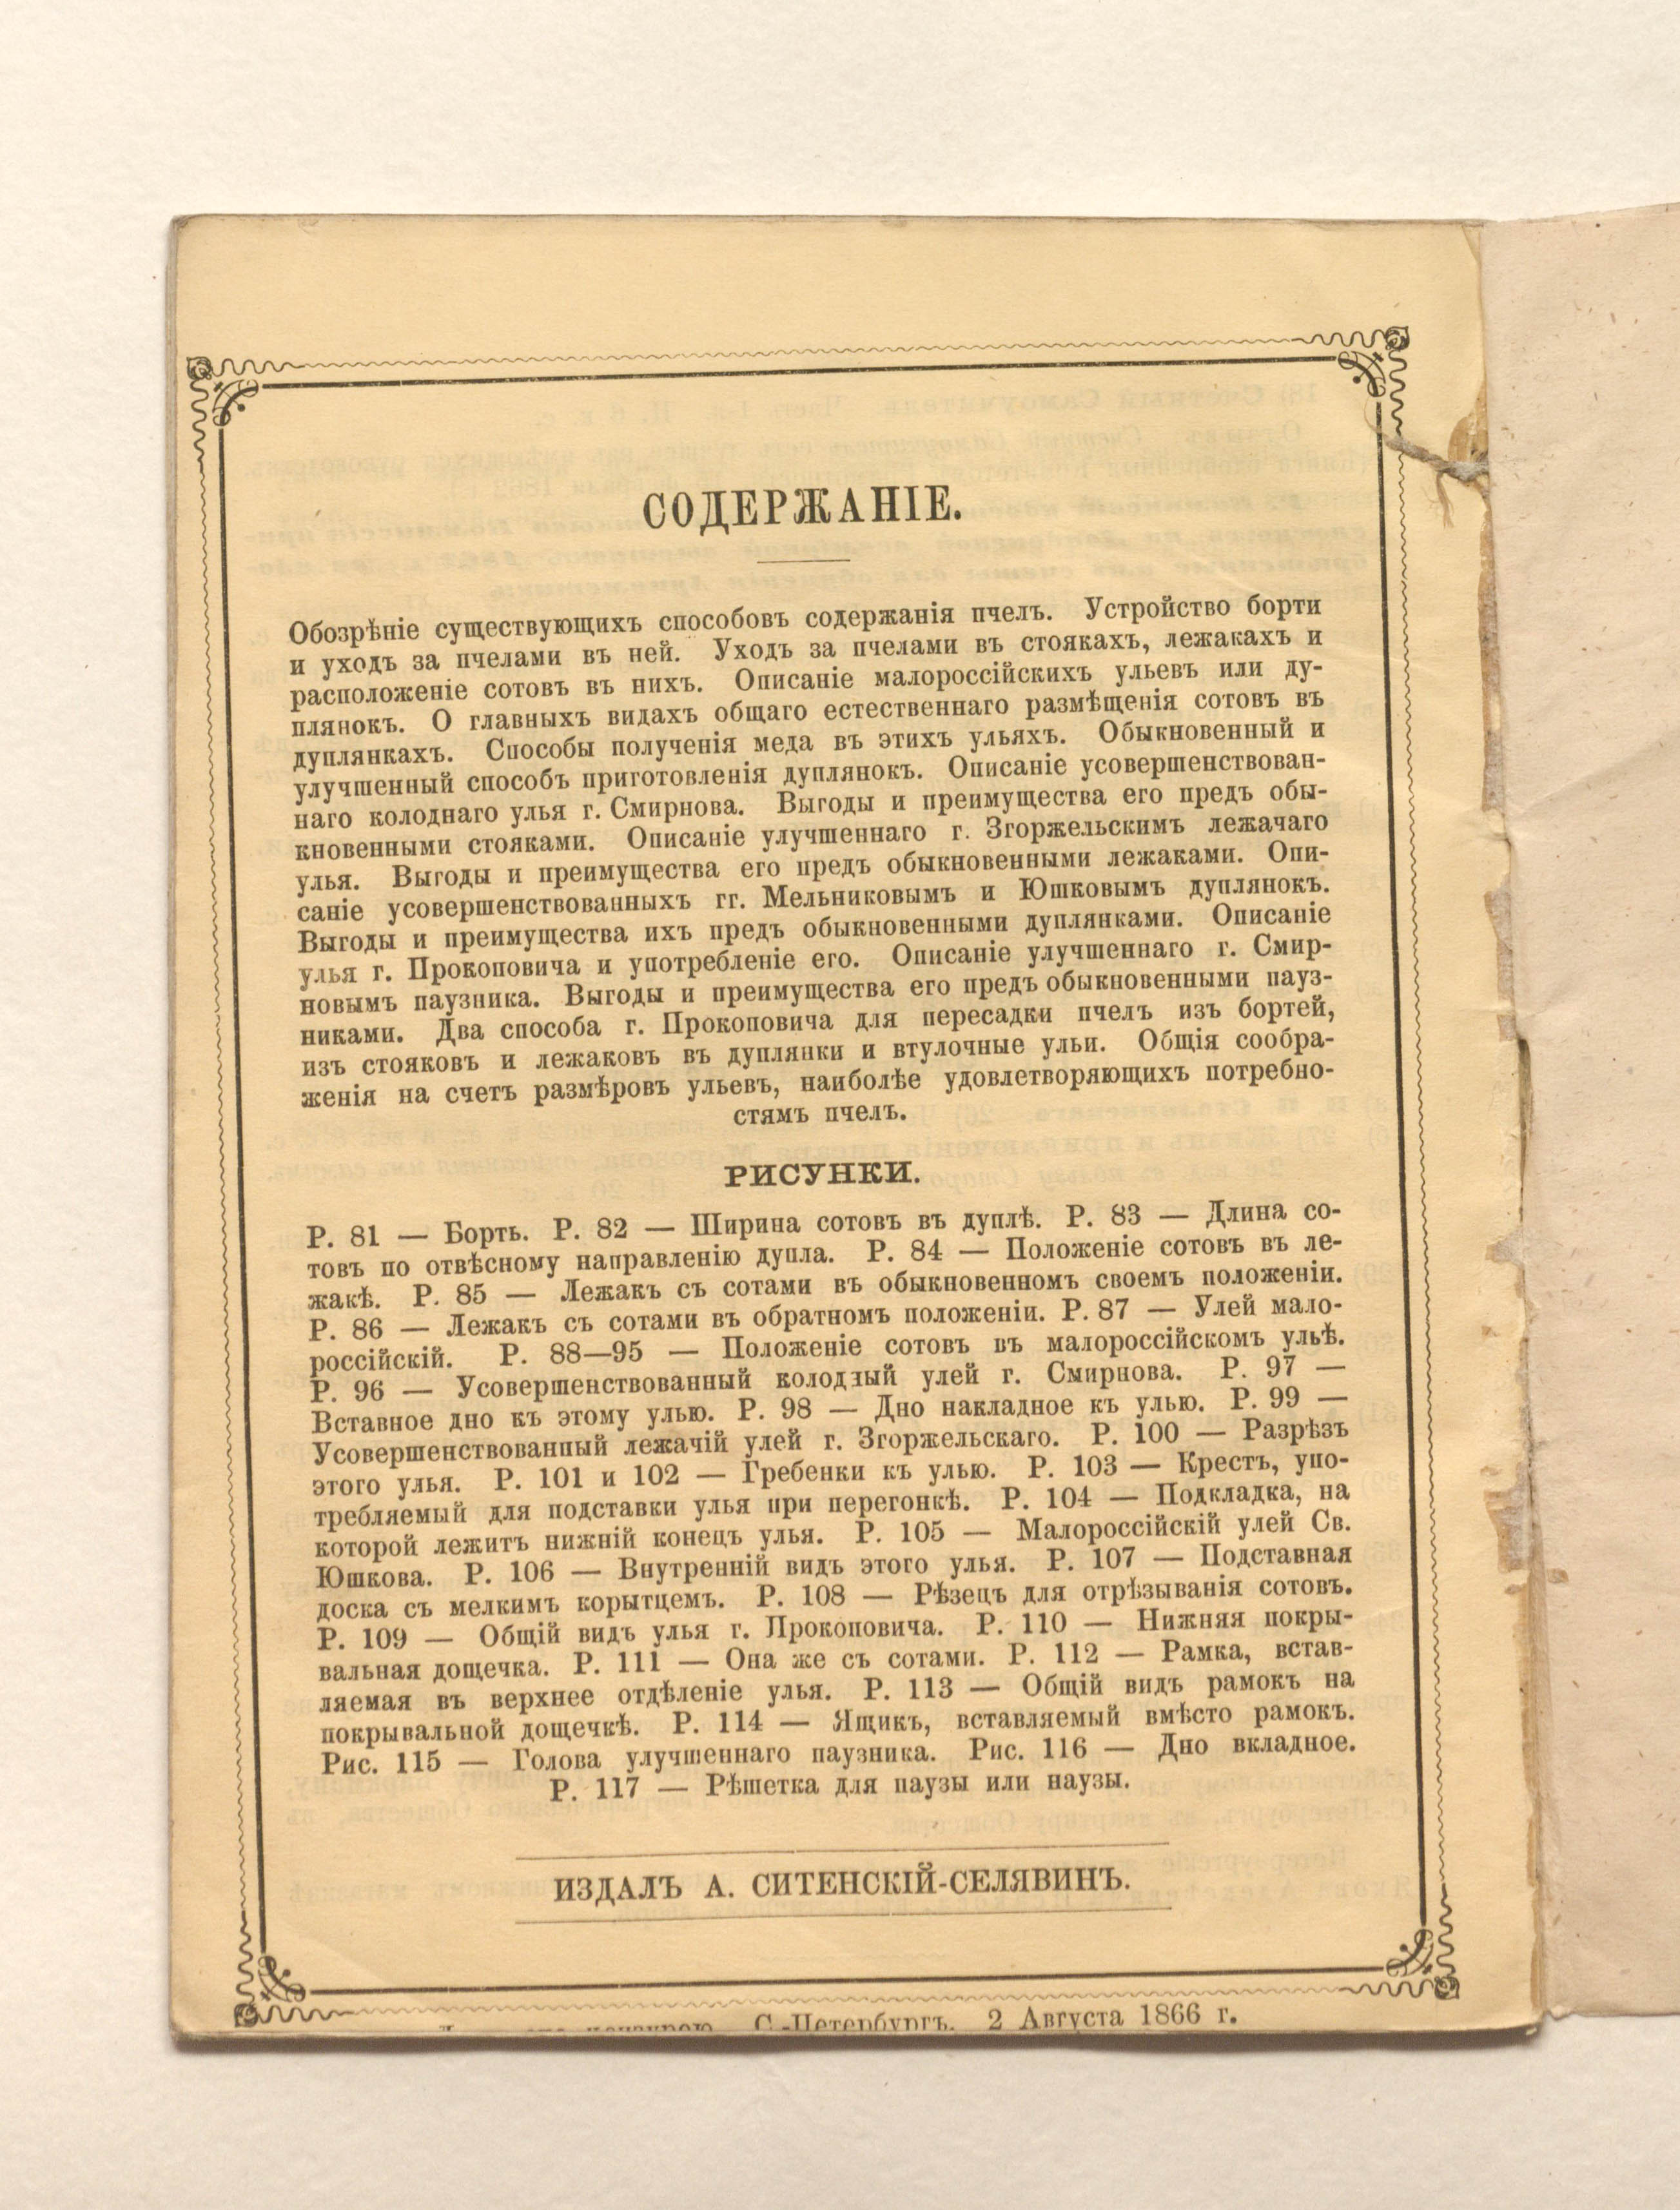 СОДЕРЖАНІЕ.
Обозрѣніе существующихъ способовъ содержанія пчелъ. Устройство борти
и уходъ за пчелами въ ней. Уходъ за пчелами въ стоякахъ, лежакахъ и
расположеніе сотовъ въ нихъ. Описаніе малороссійскихъ ульевъ или ду-
плянокъ. О главныхъ видахъ общаго естественнаго размѣщенія сотовъ въ
дуплянкахъ. Способы полученія меда въ этихъ ульяхъ. Обыкновенный и
улучшенный способъ приготовленія дуплянокъ. Описаніе усовершенствован-
наго колоднаго улья г. Смирнова. Выгоды и преимущества его предъ обы-
кновенными стояками. Описаніе улучшеннаго г. Згоржельскимъ лежачаго
улья. Выгоды и преимущества его предъ обыкновенными лежаками. Опи-
саніе усовершенствованныхъ гг. Мельниковымъ и Юшковымъ дуплянокъ.
Выгоды и преимущества ихъ предъ обыкновенными дуплянками. Описаніе
улья г. Прокоповича и употребленіе его. Описаніе улучшеннаго г. Смир-
новымъ паузника. Выгоды и преимущества его предъ обыкновенными пауз-
никами. Два способа г. Прокоповича для пересадки пчелъ изъ бортей,
изъ стояковъ и лежаковъ въ дуплянки и втулочные ульи. Общія сообра-
женія на счетъ размѣровъ ульевъ, наиболѣе удовлетворяющихъ потребно-
стямъ пчелъ.
РИСУНКИ.
Р. 81 — Борть. Р. 82 — Ширина сотовъ въ дуплѣ. Р. 83 — Длина со-
товъ по отвѣсному направленію дупла. Р. 84 — Положеніе сотовъ въ ле-
жакѣ. Р. 85 — Лежакъ съ сотами въ обыкновенномъ своемъ положеніи.
Р. 86 — Лежакъ съ сотами въ обратномъ положеніи. Р. 87 — Улей мало-
россійскій. Р. 88—95 — Положеніе сотовъ въ малороссійскомъ ульѣ.
Р. 96 — Усовершенствованный колодный улей г. Смирнова. Р. 97 —
Вставное дно къ этому улью. Р. 98 — Дно накладное къ улью. Р. 99 —
Усовершенствованный лежачій улей г. Згоржельскаго. Р. 100 — Разрѣзъ
этого улья. Р. 101 и 102 — Гребенки къ улью. Р. 103 — Крестъ, упо-
требляемый для подставки улья при перегонкѣ. Р. 104 — Подкладка, на
которой лежитъ нижній конецъ улья. Р. 105 — Малороссійскій улей Св.
Юшкова. Р. 106 — Внутренній видъ этого улья. Р. 107 — Подставная
доска съ мелкимъ корытцемъ. Р. 108 — Рѣзецъ для отрѣзыванія сотовъ.
Р. 109 — Общій видъ улья г. Прокоповича. Р. 110 — Нижняя покры-
вальная дощечка. Р. 111 — Она же съ сотами. Р. 112 — Рамка, встав-
ляемая въ верхнее отдѣленіе улья. Р. 113 — Общій видъ рамокъ на
покрывальной дощечкѣ. Р. 114 — Ящикъ, вставляемый вмѣсто рамокъ.
Рис. 115 — Голова улучшеннаго паузника. Рис. 116 — Дно вкладное.
Р. 117 — Рѣшетка для паузы или наузы.
ИЗДАЛЪ А. СИТЕНСКІЙ-СЕЛЯВИНЪ.
цензурою. С.-Петербургъ. 2 Августа 1866 г.